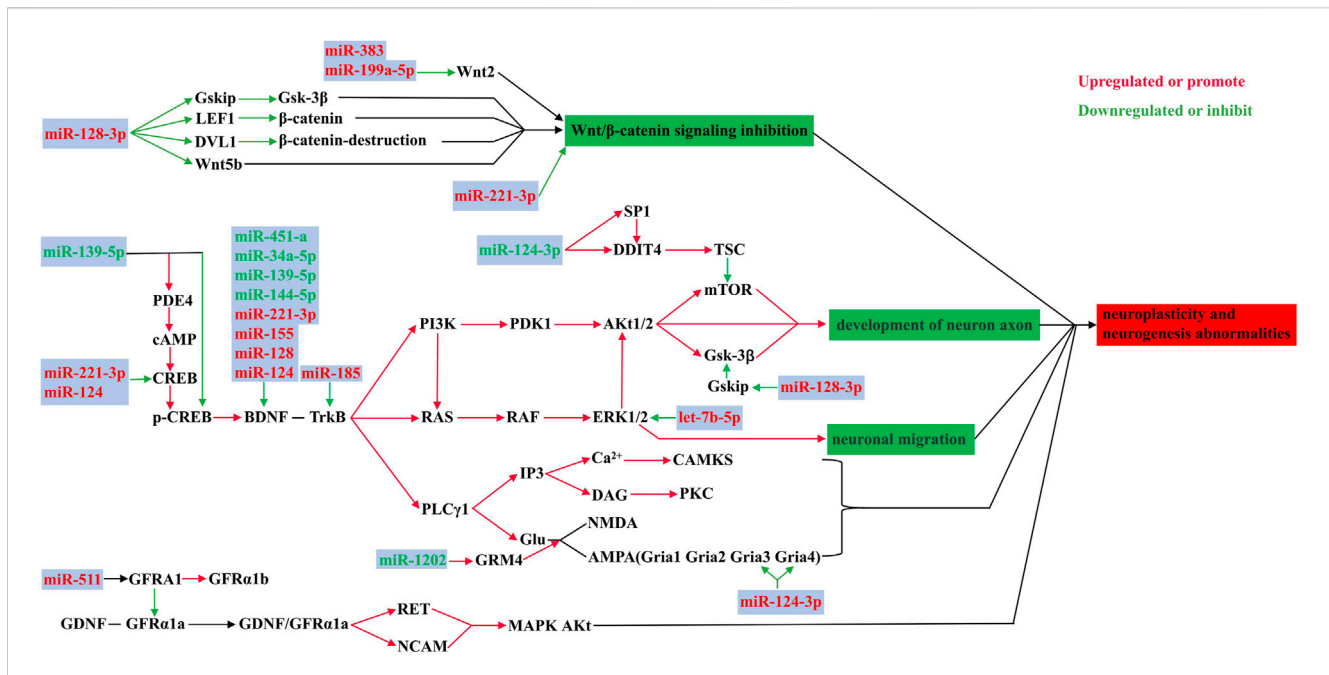 miR-383
miR-199a-5p
Wnt2
Upregulated or promote
Downregulated or inhibit
Gskip
Gsk-3β
miR-128-3p
LEF1
β-catenin
DVL1
β-catenin-destruction
Wnt5b
Wnt/β-catenin signaling inhibition
miR-221-3p
SP1
miR-124-3p
DDIT4
TSC
mTOR
miR-139-5p
PDE4
cAMP
CREB
miR-221-3p
miR-124
p-CREB
miR-451-a
miR-34a-5p
miR-139-5p
miR-144-5p
miR-221-3p
miR-155
miR-128
miR-124
miR-185
BDNF
TrkB
PI3K
PDK1
AKt1/2
Gsk-3β
Gskip
miR-128-3p
development of neuron axon
neuroplasticity and
neurogenesis abnormalities
RAS
RAF
ERK1/2
let-7b-5p
neuronal migration
PLCγ1
IP3
Ca²⁺
CAMKS
DAG
PKC
Glu
NMDA
AMPA(Gria1 Gria2 Gria3 Gria4)
miR-1202
GRM4
miR-124-3p
miR-511
GFRA1
GFRα1b
GDNF
GFRα1a
GDNF/GFRα1a
RET
NCAM
MAPK AKt